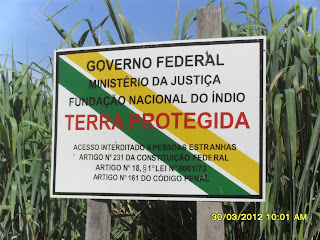 GOVERNO FEDERAL
MINISTÉRIO DA JUSTIÇA
FUNDAÇÃO NACIONAL DO ÍNDIO
TERRA PROTEGIDA
ACESSO INTERDITADO A PESSOAS ESTRANHAS
ARTIGO Nº 231 DA CONSTITUIÇÃO FEDERAL
ARTIGO Nº 18, § 1º LEI Nº 6001/73
ARTIGO Nº 161 DO CÓDIGO PENAL
30/03/2012 10:01 AM